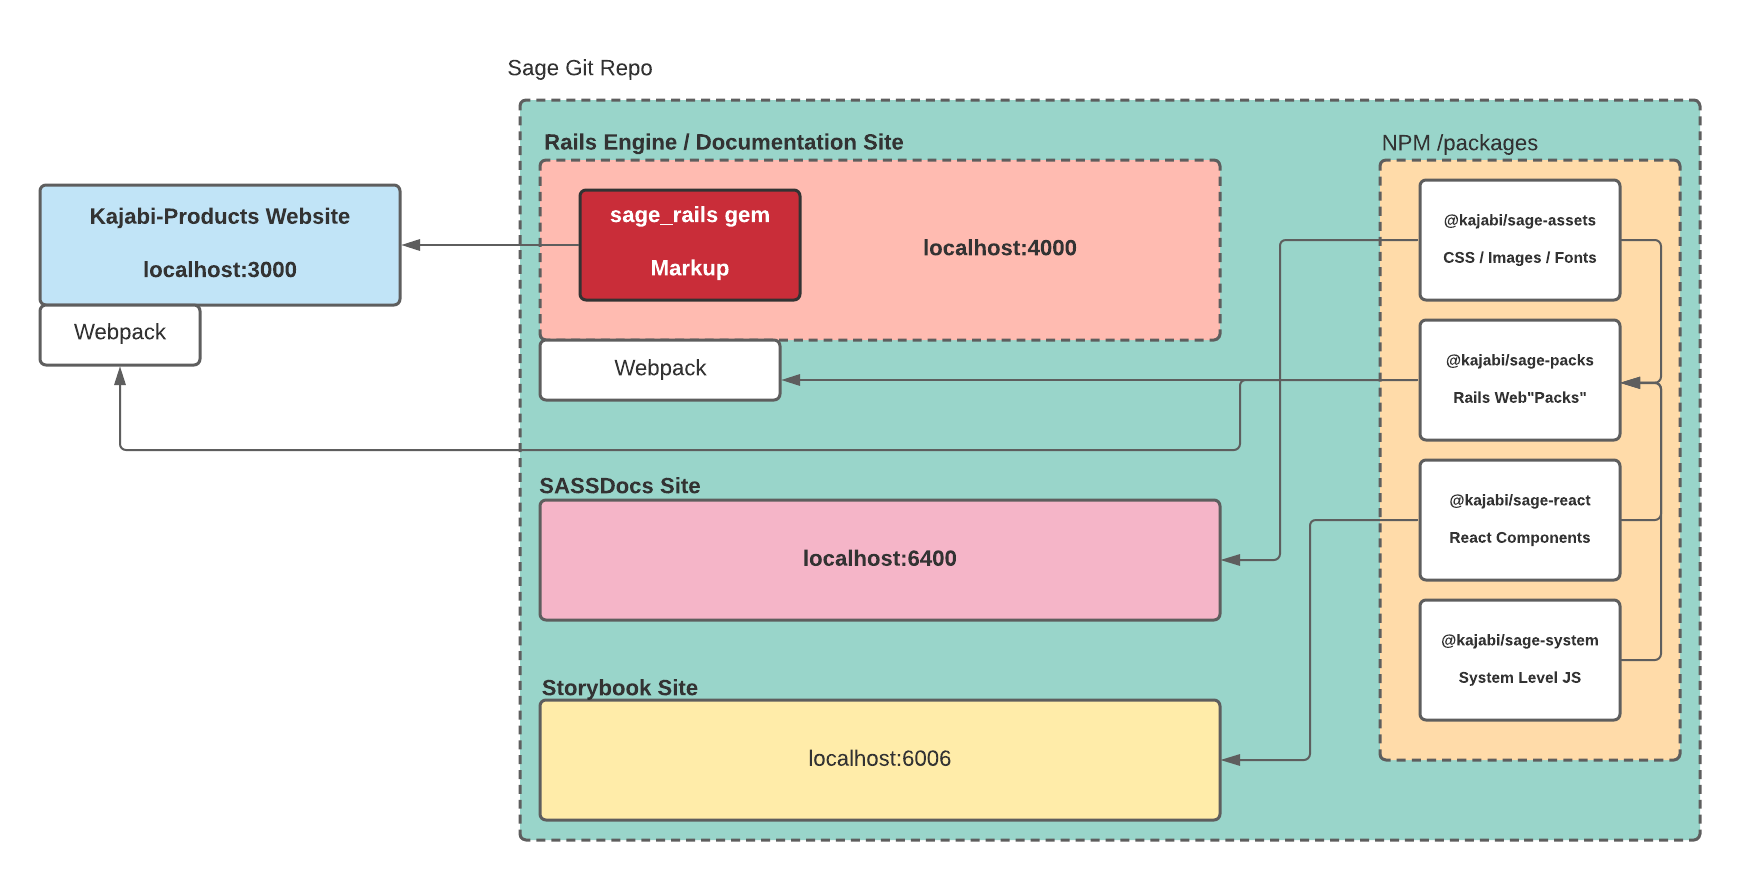 Sage Git Repo
Rails Engine / Documentation Site
NPM /packages
Kajabi-Products Website
localhost:3000
Webpack
sage_rails gem
Markup
localhost:4000
Webpack
@kajabi/sage-assets
CSS / Images / Fonts
@kajabi/sage-packs
Rails Web"Packs"
@kajabi/sage-react
React Components
@kajabi/sage-system
System Level JS
SASSDocs Site
localhost:6400
Storybook Site
localhost:6006